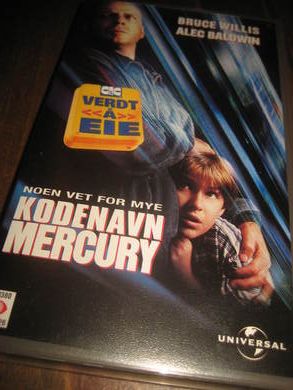 BRUCE WILLIS
ALEC BALDWIN
CIC
VERDT
<<Å>>
EIE
NOEN VET FOR MYE
KODENAVN
MERCURY
UNIVERSAL